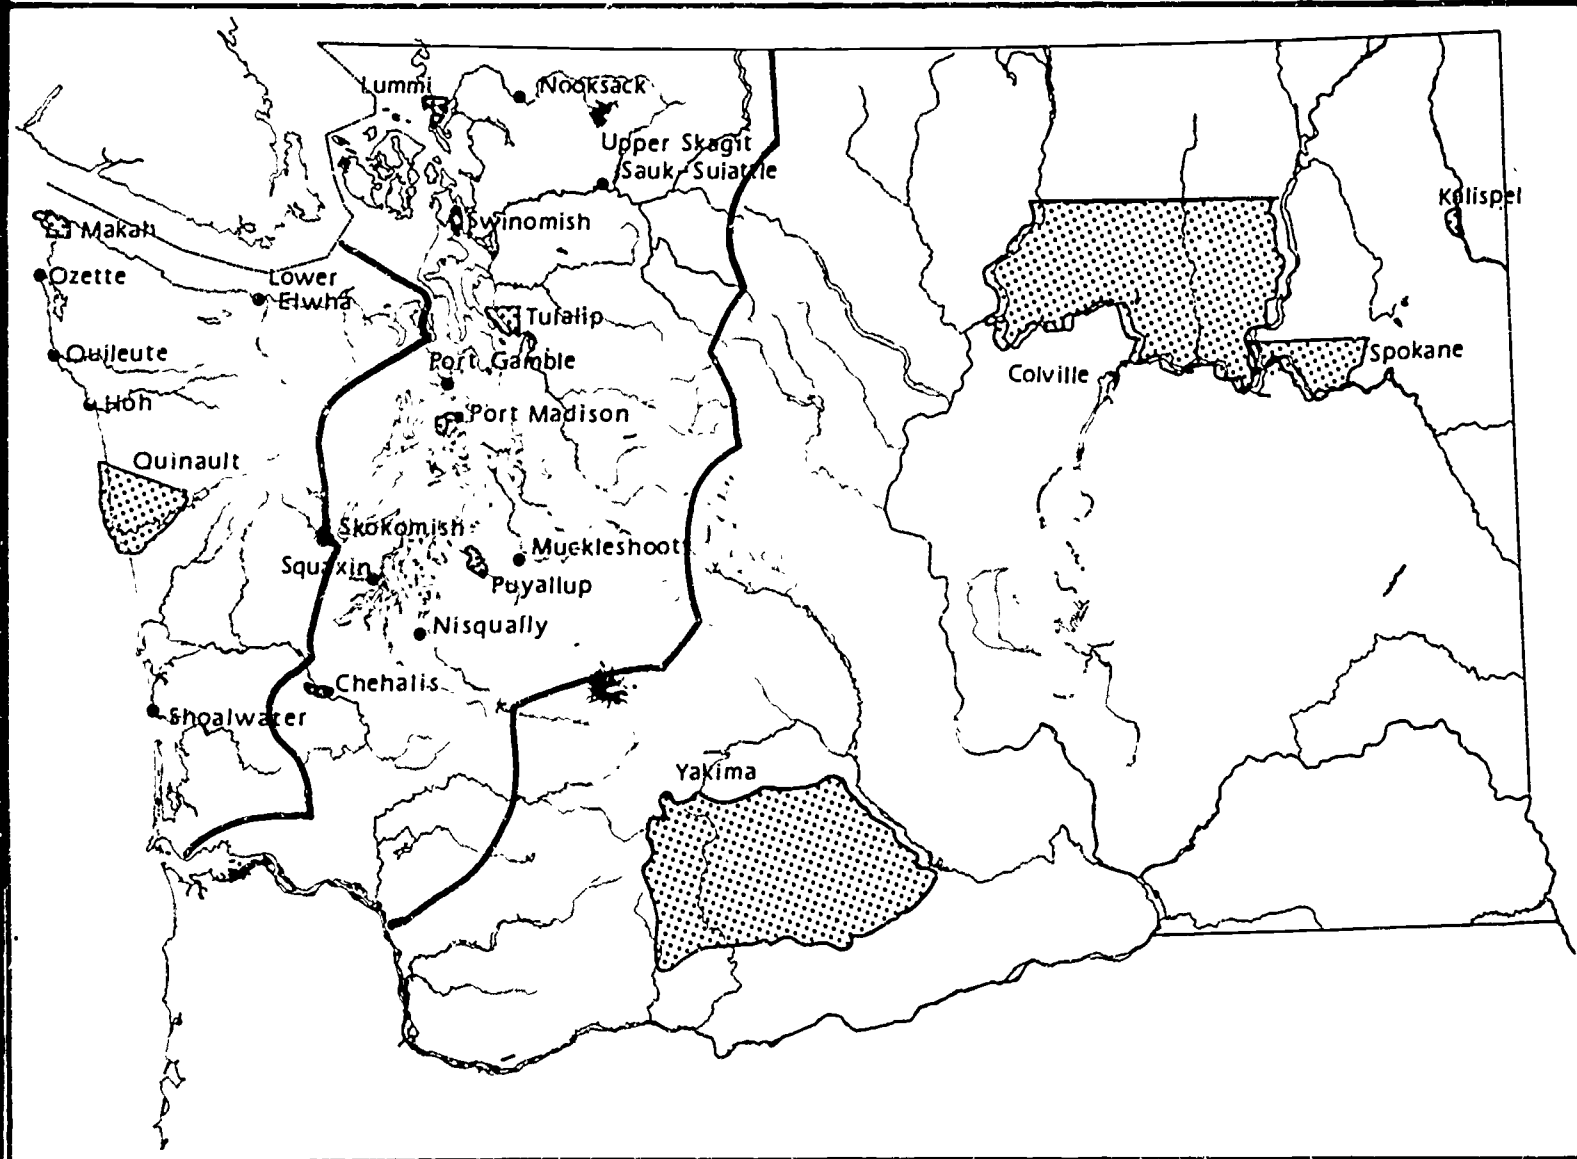 Lummi
Nooksack
Upper Skagit
Sauk-Suiattle
Kalispel
Swinomish
Makah
Ozette
Lower
Elwha
Tulalip
Quileute
Port Gamble
Spokane
Colville
Hoh
Port Madison
Quinault
Skokomish
Muckleshoot
Squaxin
Puyallup
Nisqually
Chehalis
Shoalwater
Yakima